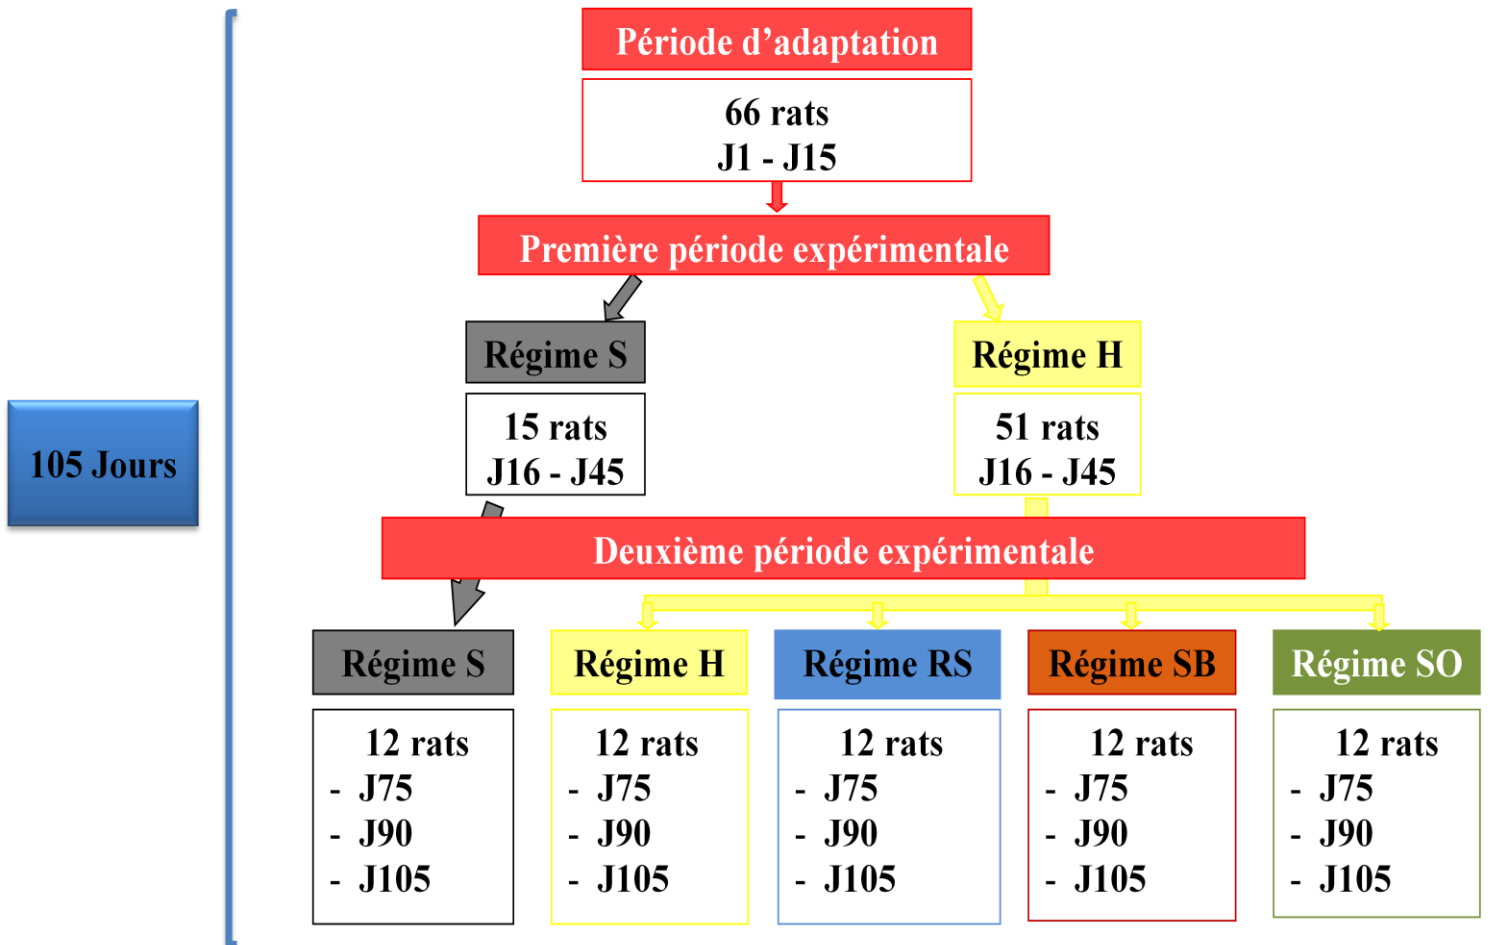 Période d’adaptation
66 rats
J1 - J15
Première période expérimentale
Régime S
15 rats
J16 - J45
Régime H
51 rats
J16 - J45
105 Jours
Deuxième période expérimentale
Régime S
12 rats
- J75
- J90
- J105
Régime H
12 rats
- J75
- J90
- J105
Régime RS
12 rats
- J75
- J90
- J105
Régime SB
12 rats
- J75
- J90
- J105
Régime SO
12 rats
- J75
- J90
- J105